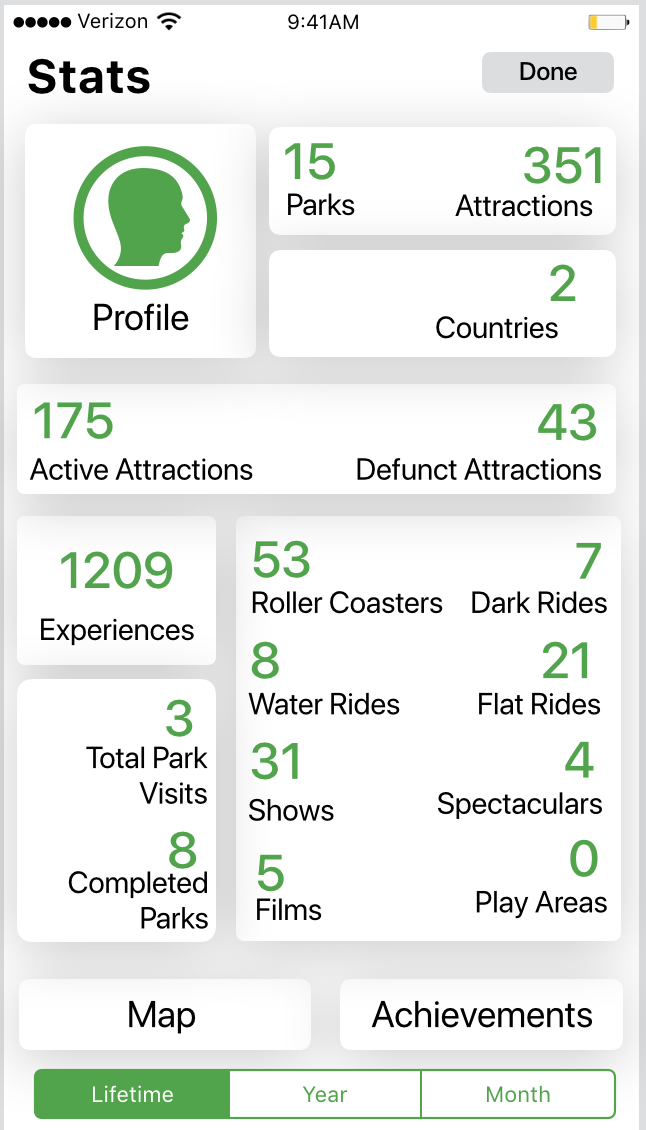 Verizon 9:41AM
Stats
Done
15
Parks
351
Attractions
Profile
2
Countries
175
Active Attractions
43
Defunct Attractions
1209
Experiences
53
Roller Coasters
7
Dark Rides
8
Water Rides
21
Flat Rides
31
Shows
4
Spectaculars
5
Films
0
Play Areas
3
Total Park
Visits
8
Completed
Parks
Map
Achievements
Lifetime
Year
Month